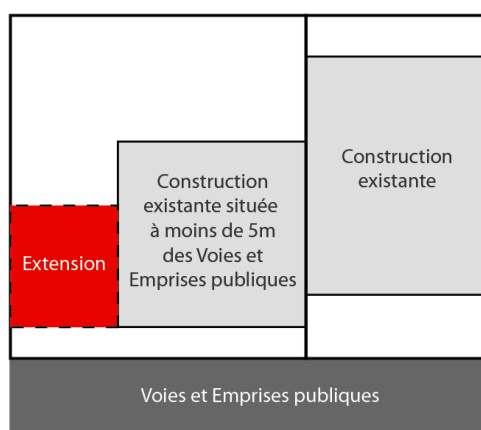 Construction
existante située
à moins de 5m
des Voies et
Emprises publiques
Construction
existante
Extension
Voies et Emprises publiques